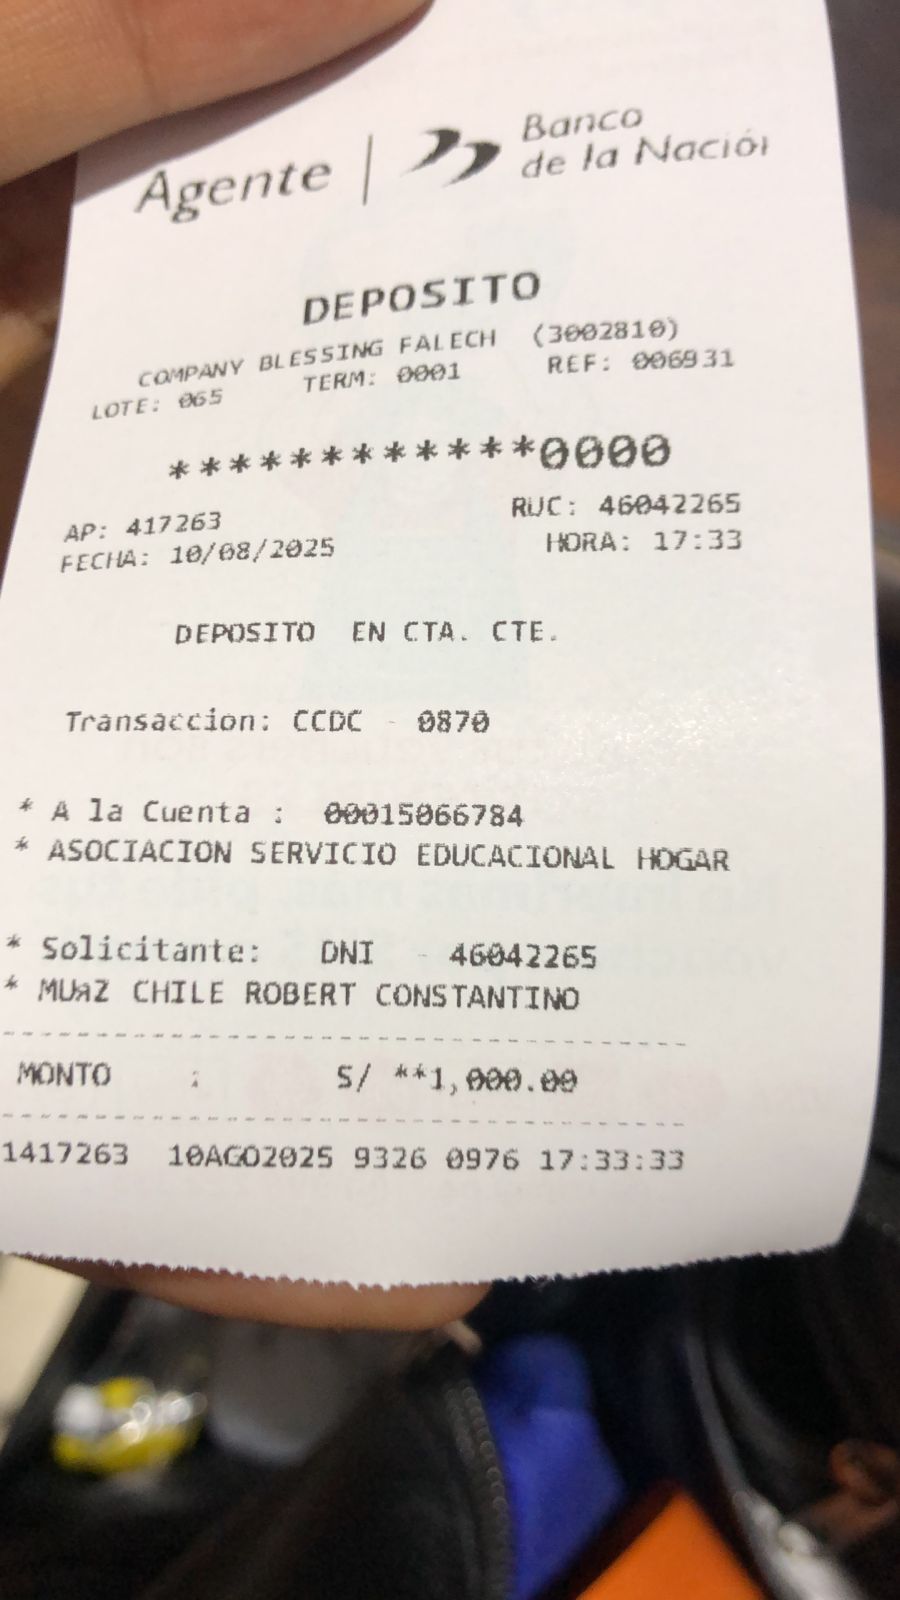 Agente | Banco
de la Nación
DEPOSITO
COMPANY BLESSING FALECH (3002810)
LOTE: 065 TERM: 0001 REF: 006931
************0000
AP: 417263 RUC: 46042265
FECHA: 10/08/2025 HORA: 17:33
DEPOSITO EN CTA. CTE.
Transaccion: CCDC - 0870
* A la Cuenta : 00015066784
* ASOCIACION SERVICIO EDUCACIONAL HOGAR
* Solicitante: DNI - 46042265
* MUяZ CHILE ROBERT CONSTANTINO
MONTO : S/ **1,000.00
1417263 10AGO2025 9326 0976 17:33:33